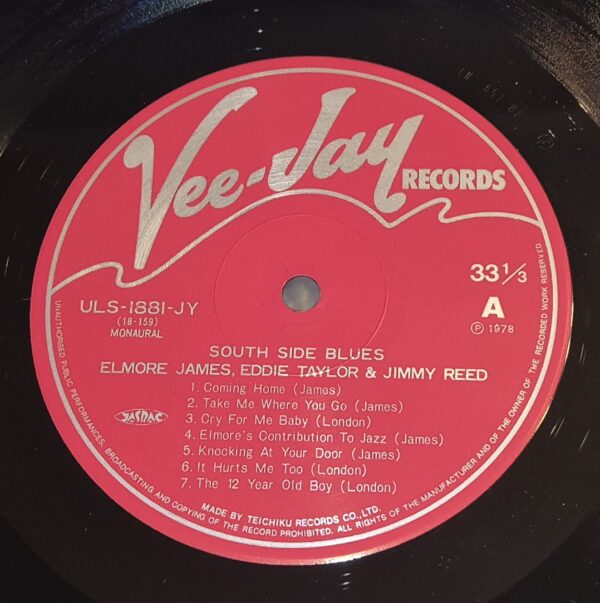 Vee-Jay
RECORDS
33 1/3
ULS-1881-JY
(18-159)
MONAURAL
A
Ⓟ 1978
SOUTH SIDE BLUES
ELMORE JAMES, EDDIE TAYLOR & JIMMY REED
1. Coming Home (James)
2. Take Me Where You Go (James)
3. Cry For Me Baby (London)
4. Elmore's Contribution To Jazz (James)
5. Knocking At Your Door (James)
6. It Hurts Me Too (London)
7. The 12 Year Old Boy (London)
JASRAC
MADE BY TEICHIKU RECORDS CO., LTD.
UNAUTHORISED PUBLIC PERFORMANCES, BROADCASTING AND COPYING OF THE RECORD PROHIBITED. ALL RIGHTS OF THE MANUFACTURER AND OF THE OWNER OF THE RECORDED WORK RESERVED